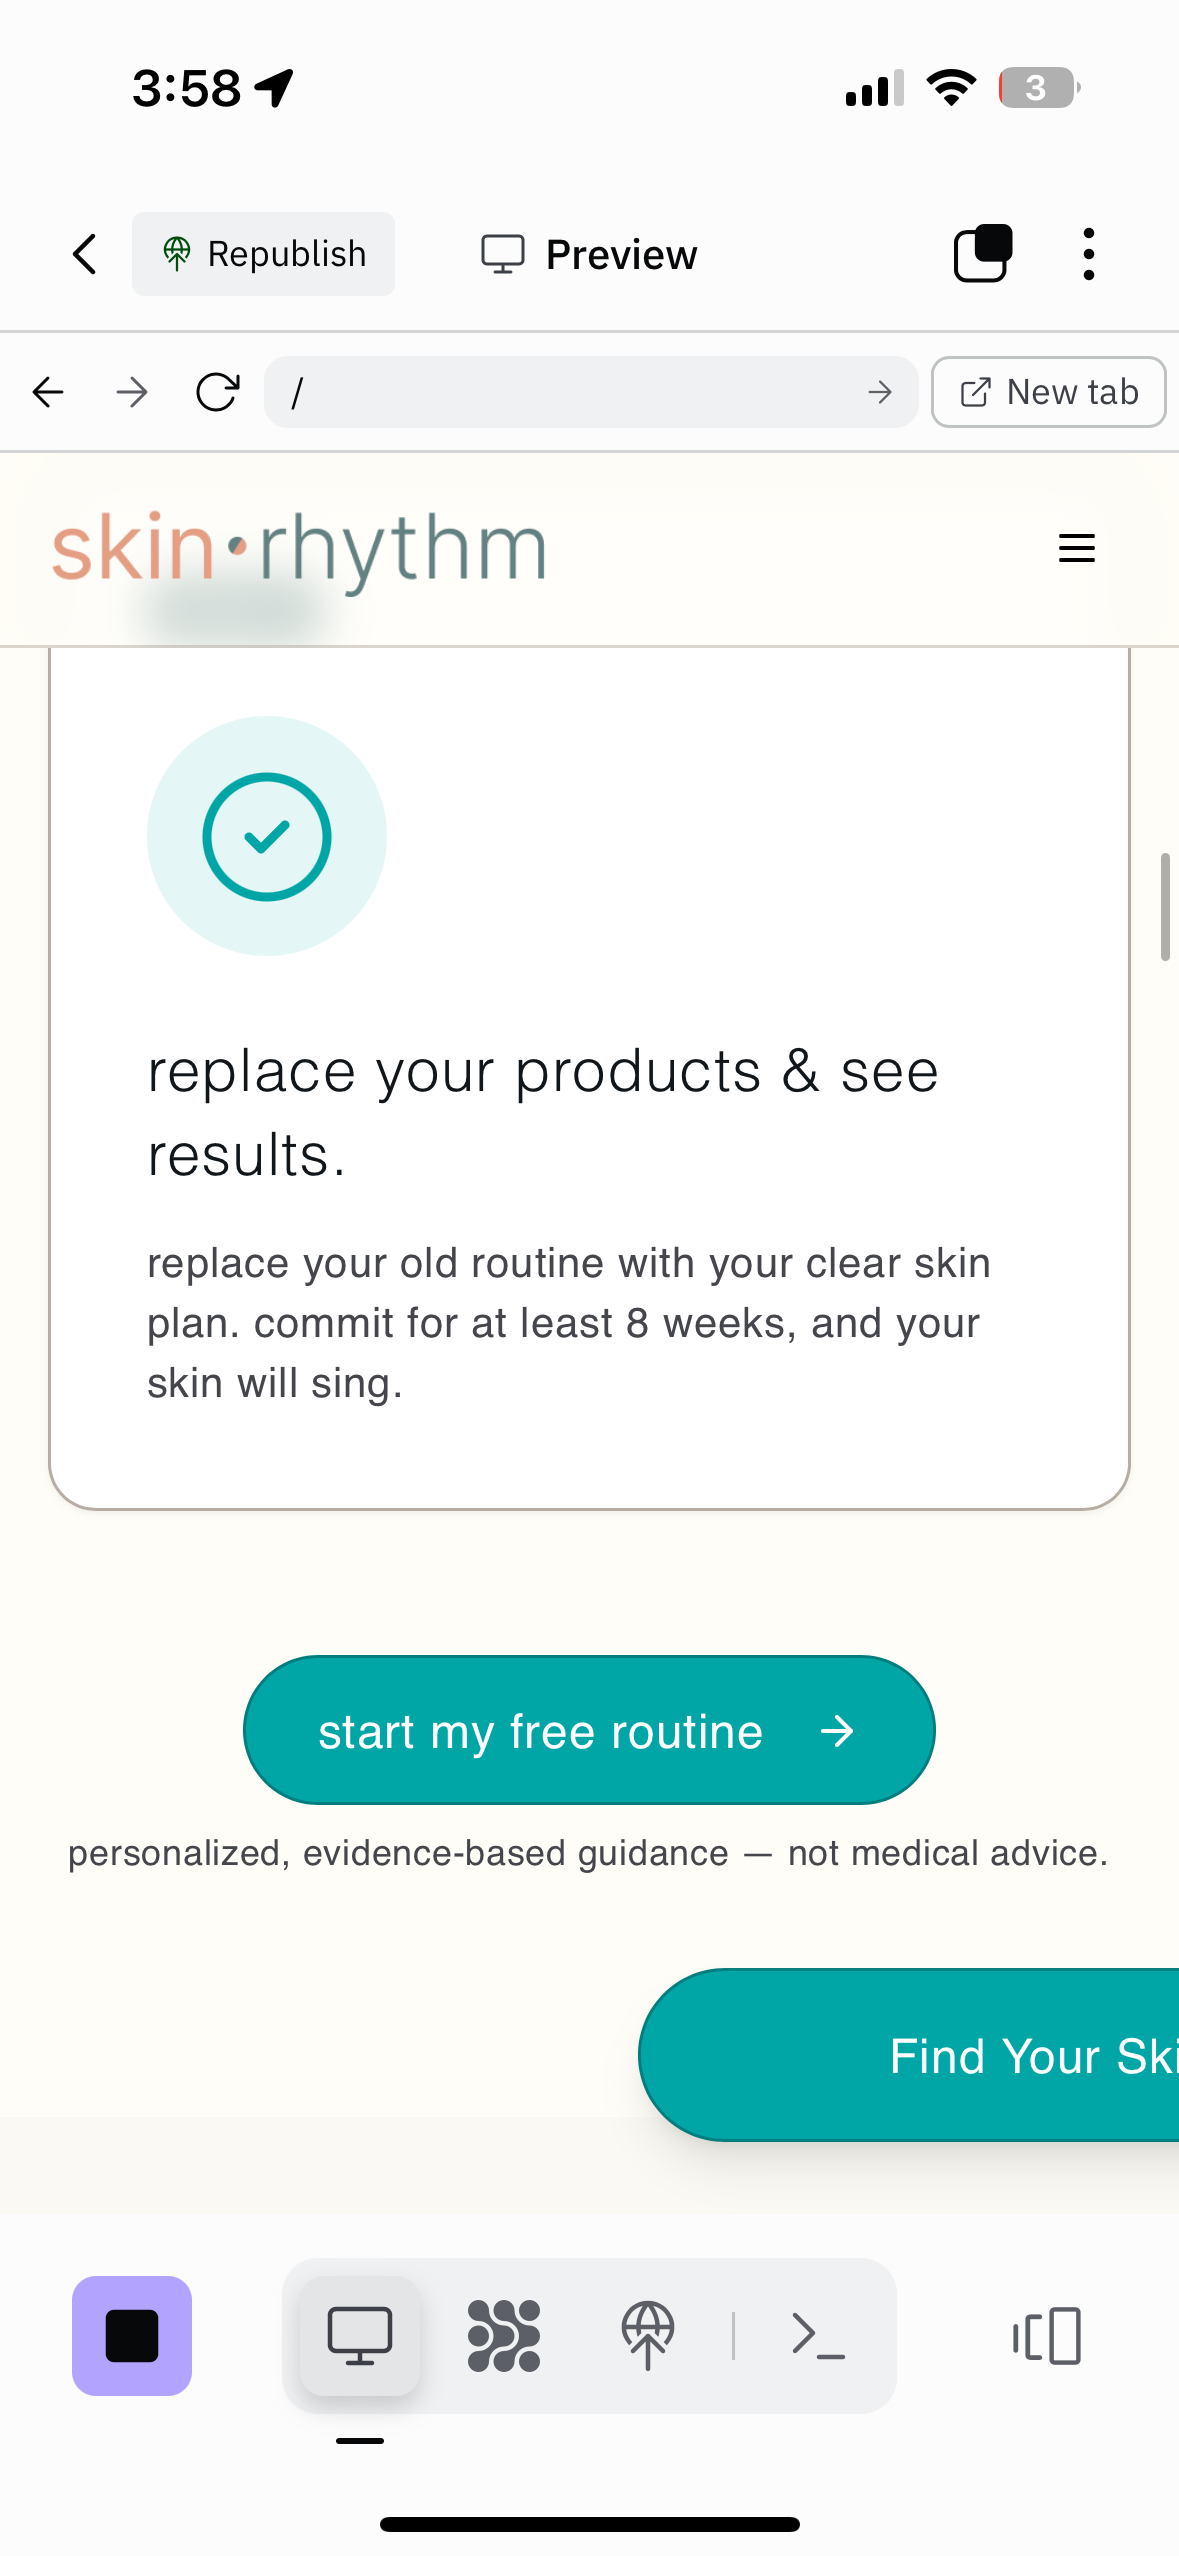 3:58
3
Republish
Preview
/
New tab
skin·rhythm
replace your products & see
results.
replace your old routine with your clear skin
plan. commit for at least 8 weeks, and your
skin will sing.
start my free routine
personalized, evidence-based guidance — not medical advice.
Find Your